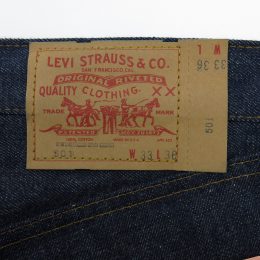 LEVI STRAUSS & CO.
SAN FRANCISCO, CAL.
ORIGINAL RIVETED
QUALITY CLOTHING.
XX
TRADE MARK
PATENTED
501 W 33 L 36
W L
33 36
501